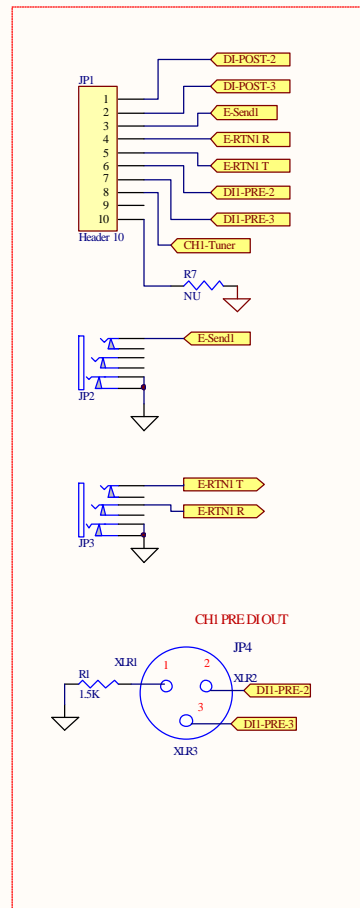 DI-POST-2
JP1
DI-POST-3
1
2
E-Send1
3
4
E-RTN1 R
5
6
E-RTN1 T
7
8
DI1-PRE-2
9
10
DI1-PRE-3
Header 10
CH1-Tuner
R7
NU
E-Send1
JP2
E-RTN1 T
E-RTN1 R
JP3
CH1 PRE DI OUT
JP4
XLR1
1
2
R1
XLR2
1.5K
DI1-PRE-2
3
DI1-PRE-3
XLR3